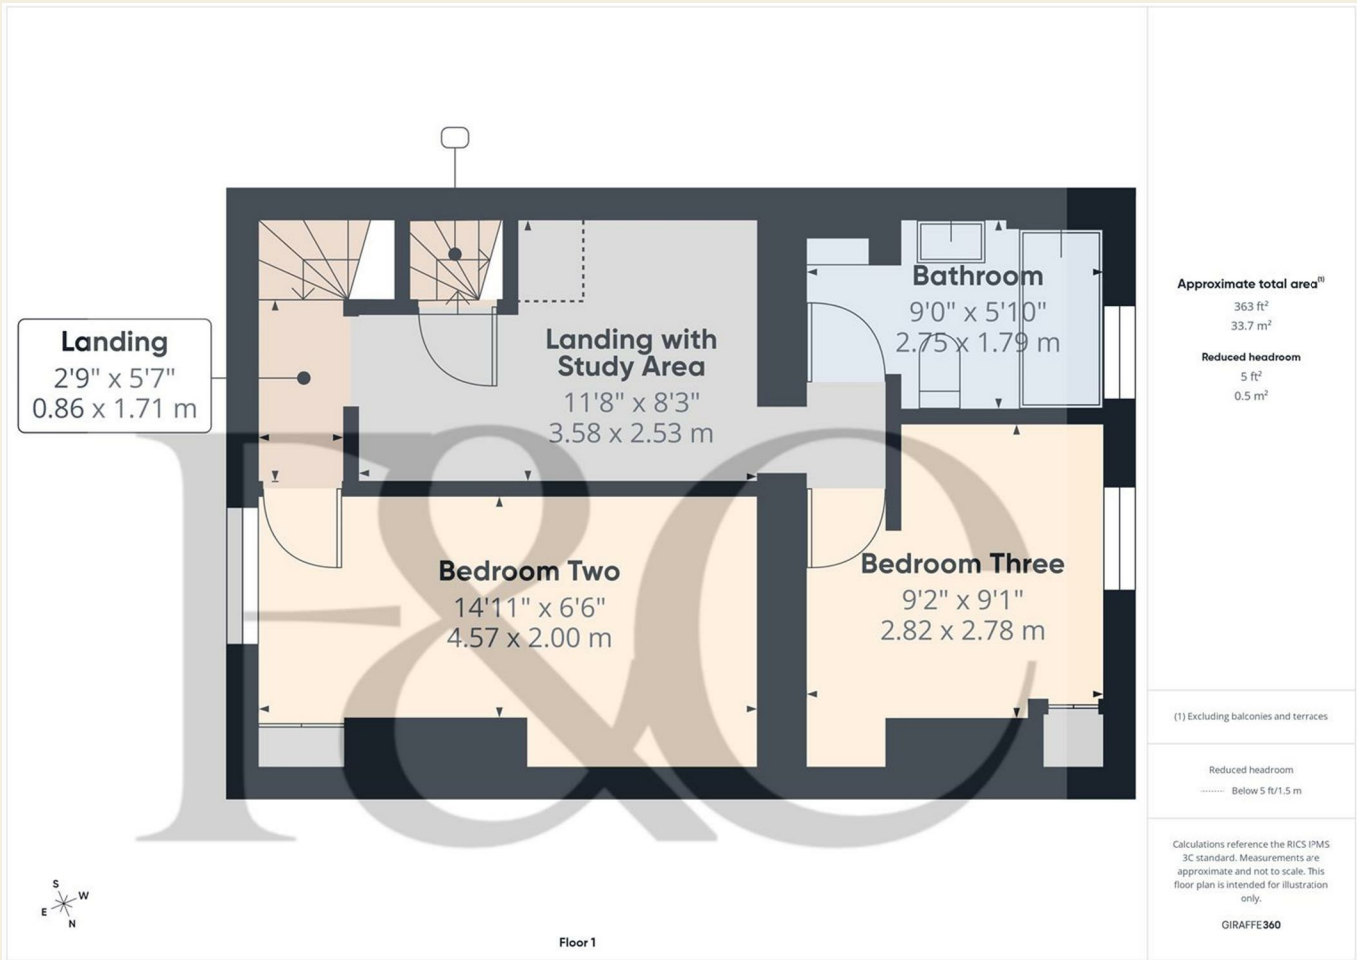 Landing
2'9" x 5'7"
0.86 x 1.71 m
Landing with
Study Area
11'8" x 8'3"
3.58 x 2.53 m
Bathroom
9'0" x 5'10"
2.75 x 1.79 m
Bedroom Two
14'11" x 6'6"
4.57 x 2.00 m
Bedroom Three
9'2" x 9'1"
2.82 x 2.78 m
F&C
S
W
E
N
Floor 1
Approximate total area(1)
363 ft²
33.7 m²
Reduced headroom
5 ft²
0.5 m²
(1) Excluding balconies and terraces
Reduced headroom
Below 5 ft/1.5 m
Calculations reference the RICS IPMS
3C standard. Measurements are
approximate and not to scale. This
floor plan is intended for illustration
only.
GIRAFFE360